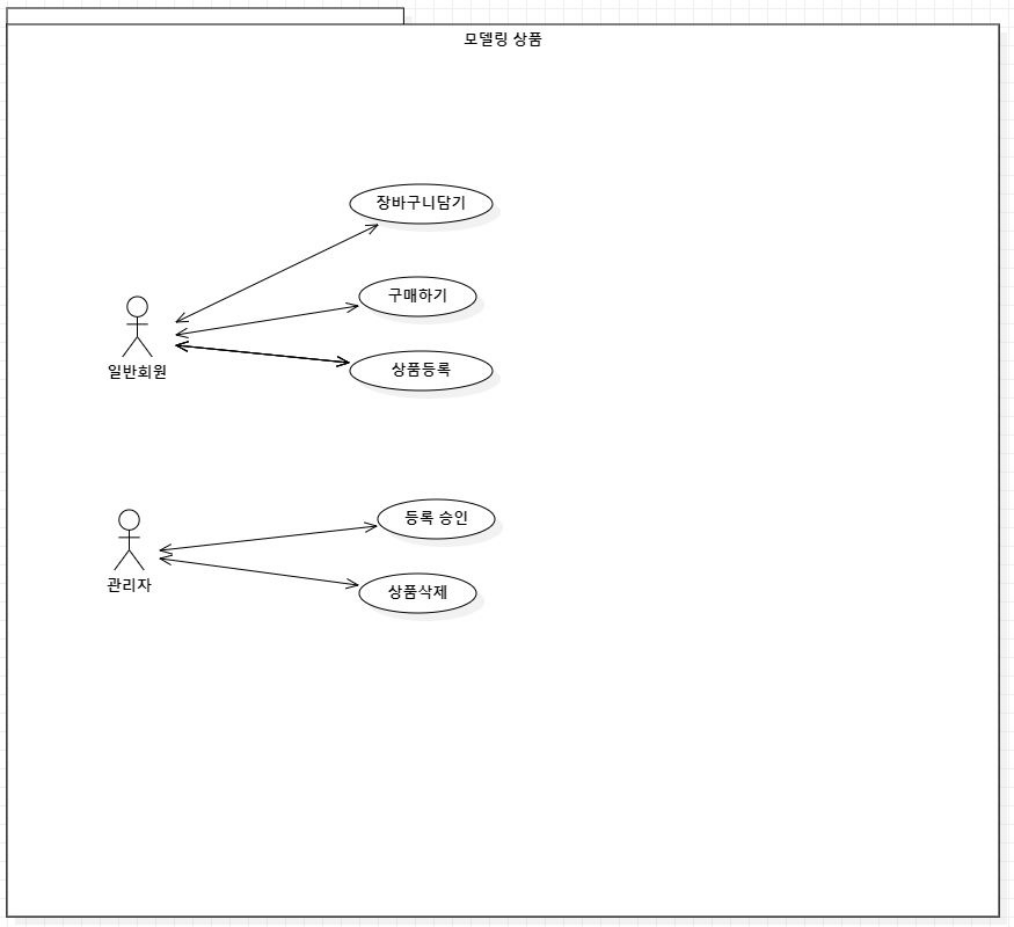 모델링 상품
장바구니담기
구매하기
상품등록
일반회원
등록 승인
상품삭제
관리자